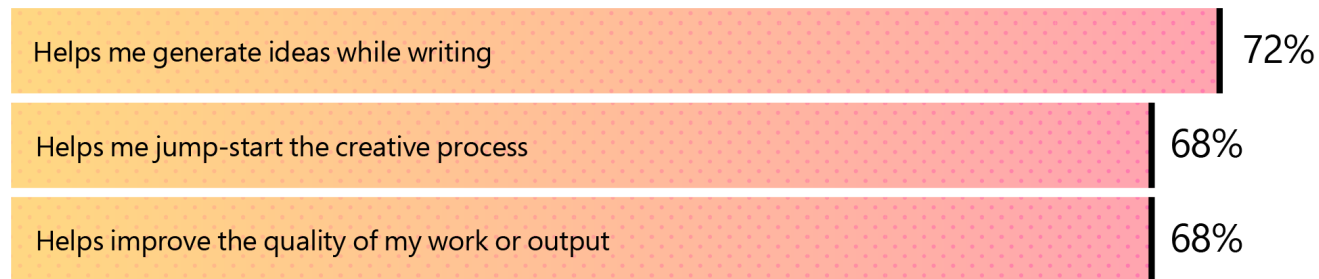 Helps me generate ideas while writing 72%
Helps me jump-start the creative process 68%
Helps improve the quality of my work or output 68%